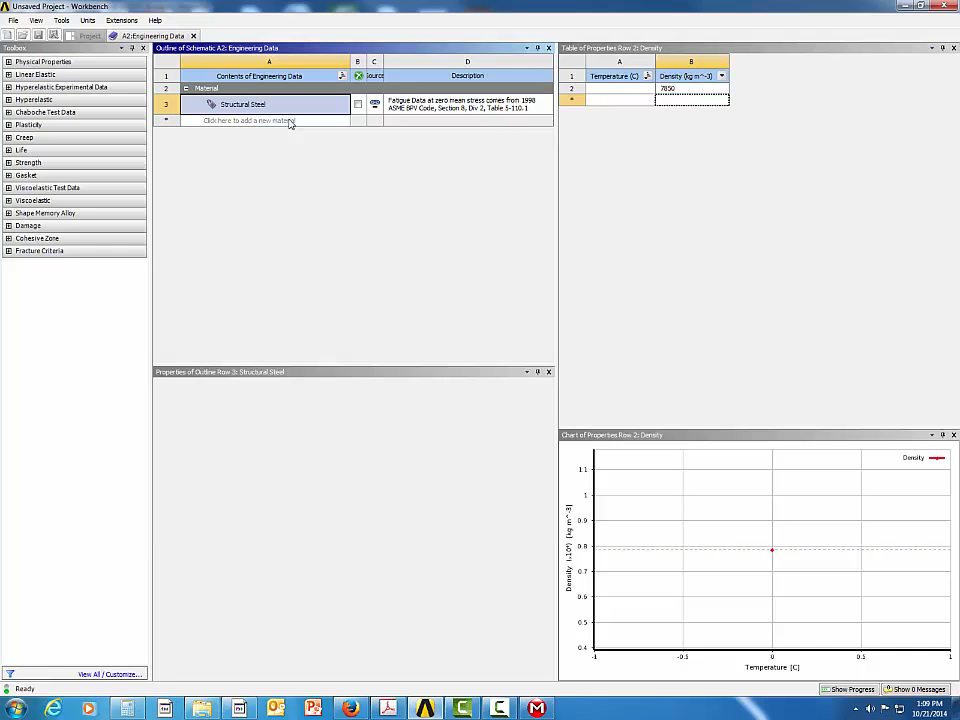 Unsaved Project - Workbench
File View Tools Units Extensions Help
Project A2:Engineering Data
Toolbox
Physical Properties
Linear Elastic
Hyperelastic Experimental Data
Hyperelastic
Chaboche Test Data
Plasticity
Creep
Life
Strength
Gasket
Viscoelastic Test Data
Viscoelastic
Shape Memory Alloy
Damage
Cohesive Zone
Fracture Criteria
View All / Customize...
Outline of Schematic A2: Engineering Data
A B C D
1 Contents of Engineering Data Source Description
2 Material
3 Structural Steel Fatigue Data at zero mean stress comes from 1998
ASME BPV Code, Section 8, Div 2, Table 5-110.1
* Click here to add a new material
Properties of Outline Row 3: Structural Steel
Table of Properties Row 2: Density
A B
1 Temperature (C) Density (kg m^-3)
2 7850
*
Chart of Properties Row 2: Density
Density
1.1
1
0.9
0.8
0.7
0.6
0.5
0.4
Density (.10^4) [kg m^-3]
-1 -0.5 0 0.5 1
Temperature [C]
Ready
Show Progress Show 0 Messages
1:09 PM
10/21/2014